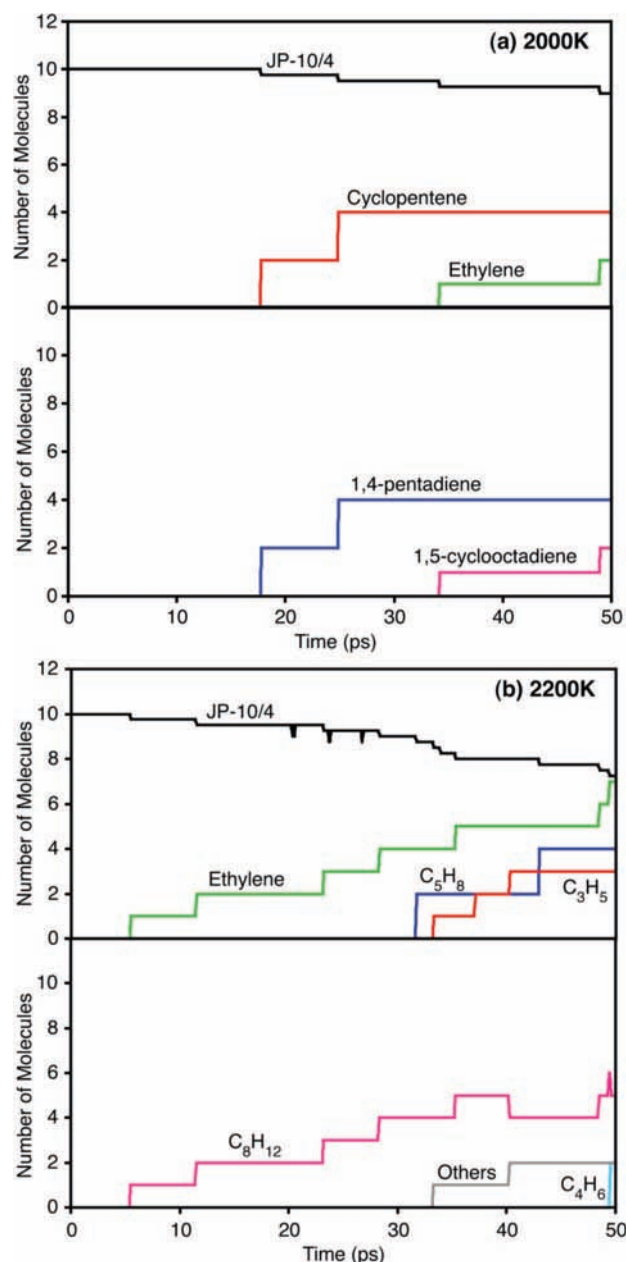 (a) 2000K
12
10
8
6
4
2
0
Number of Molecules
JP-10/4
Cyclopentene
Ethylene
10
8
6
4
2
0
Number of Molecules
1,4-pentadiene
1,5-cyclooctadiene
0 10 20 30 40 50
Time (ps)
(b) 2200K
12
10
8
6
4
2
0
Number of Molecules
JP-10/4
Ethylene
C₅H₈
C₃H₅
10
8
6
4
2
0
Number of Molecules
C₈H₁₂
Others
C₄H₆
0 10 20 30 40 50
Time (ps)